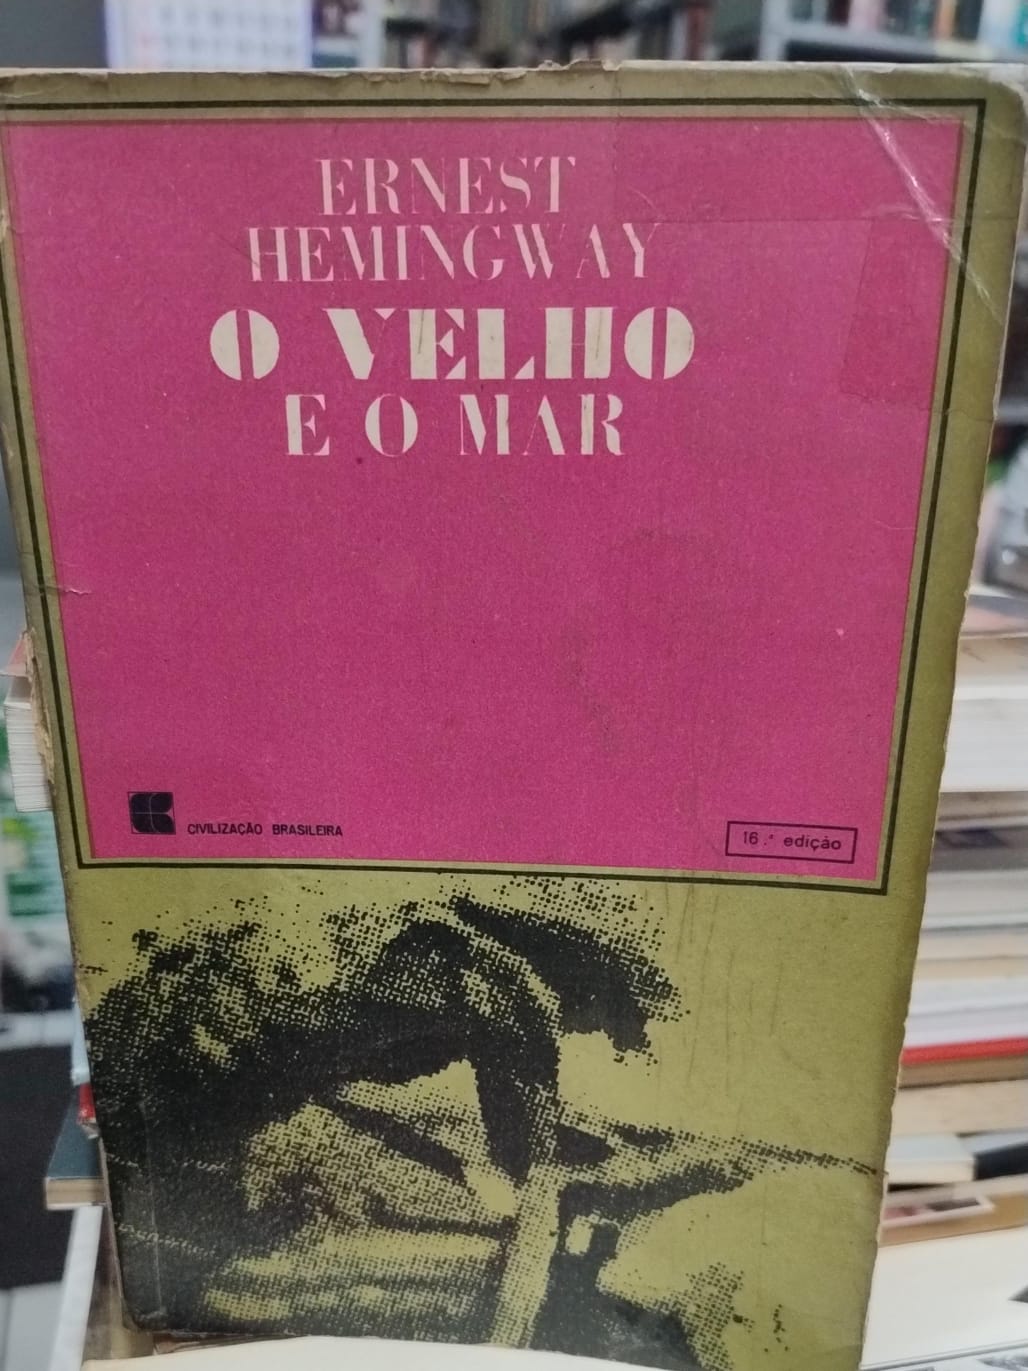 ERNEST
HEMINGWAY
O VELHO
E O MAR
CIVILIZAÇÃO BRASILEIRA
16.ª edição